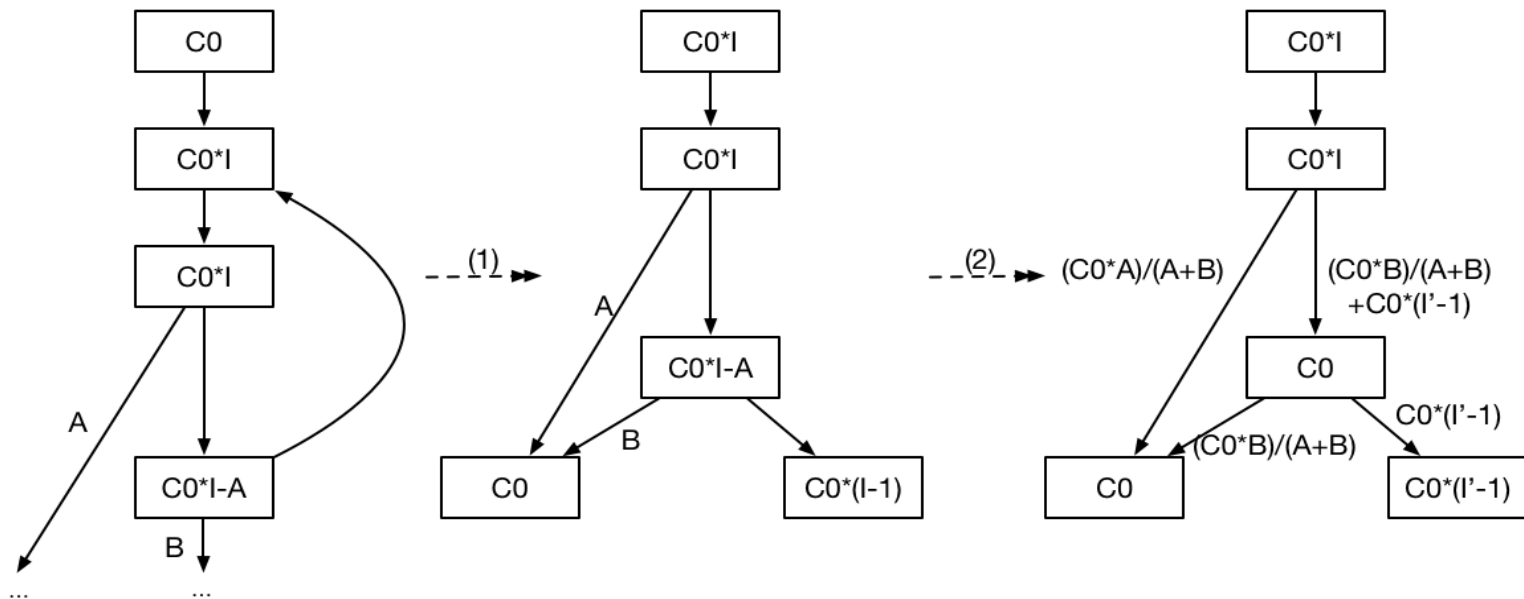 C0
C0*I
C0*I
A
C0*I-A
B
...
...
(1)
C0*I
C0*I
A
C0*I-A
B
C0
C0*(I-1)
(2)
C0*I
C0*I
(C0*A)/(A+B)
(C0*B)/(A+B)
+C0*(I’-1)
C0
C0*(I’-1)
(C0*B)/(A+B)
C0
C0*(I’-1)